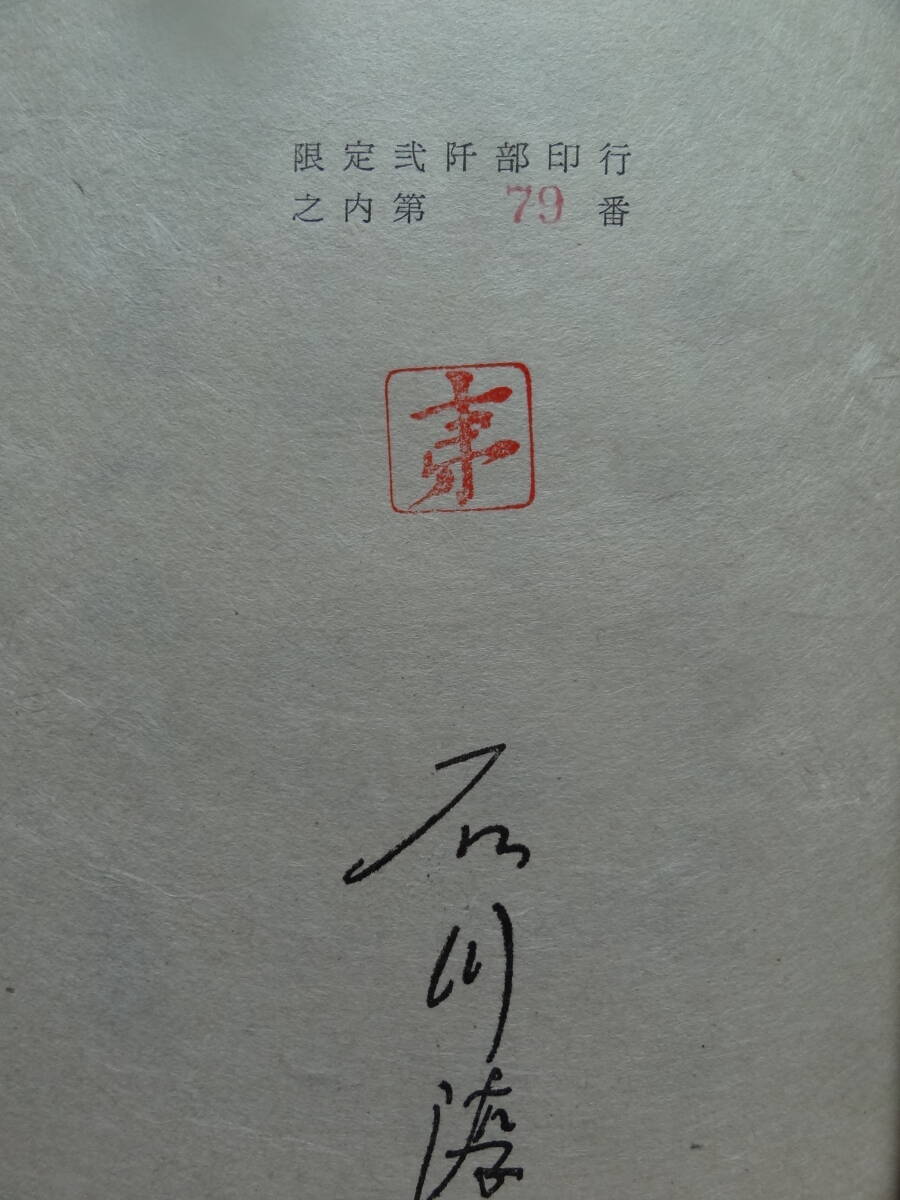 限定弐阡部印行
之内第 79 番
石川淳